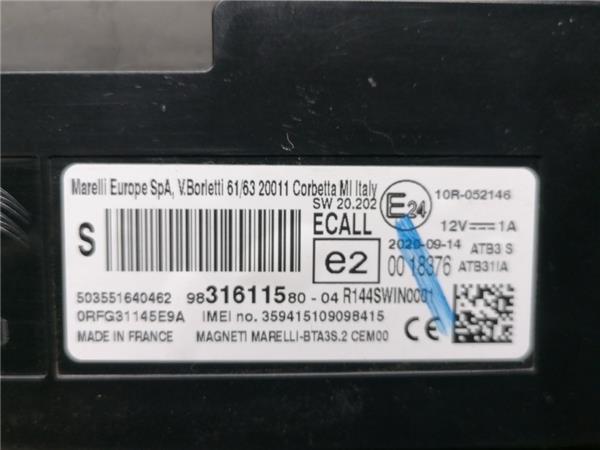 Marelli Europe SpA, V.Borletti 61/63 20011 Corbetta MI Italy
SW 20.202
E24
10R-052146
S
ECALL
12V 1A
e2
2020-09-14 ATB3 S
00 18376 ATB31IA
503551640462 9831611580-04 R144SWIN0001
0RFG31145E9A IMEI no. 359415109098415
MADE IN FRANCE MAGNETI MARELLI-BTA3S.2 CEM00
CE